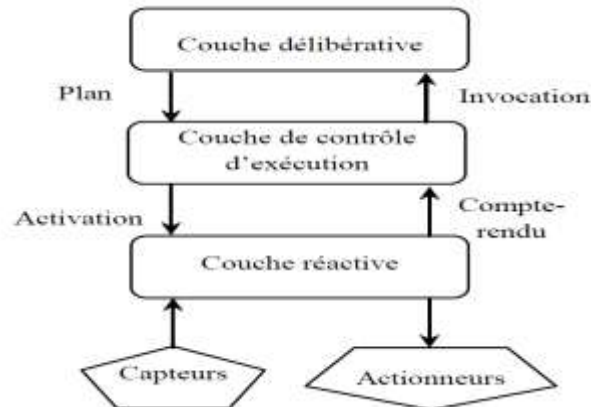 Couche délibérative
Plan
Invocation
Couche de contrôle
d'exécution
Activation
Compte-
rendu
Couche réactive
Capteurs
Actionneurs